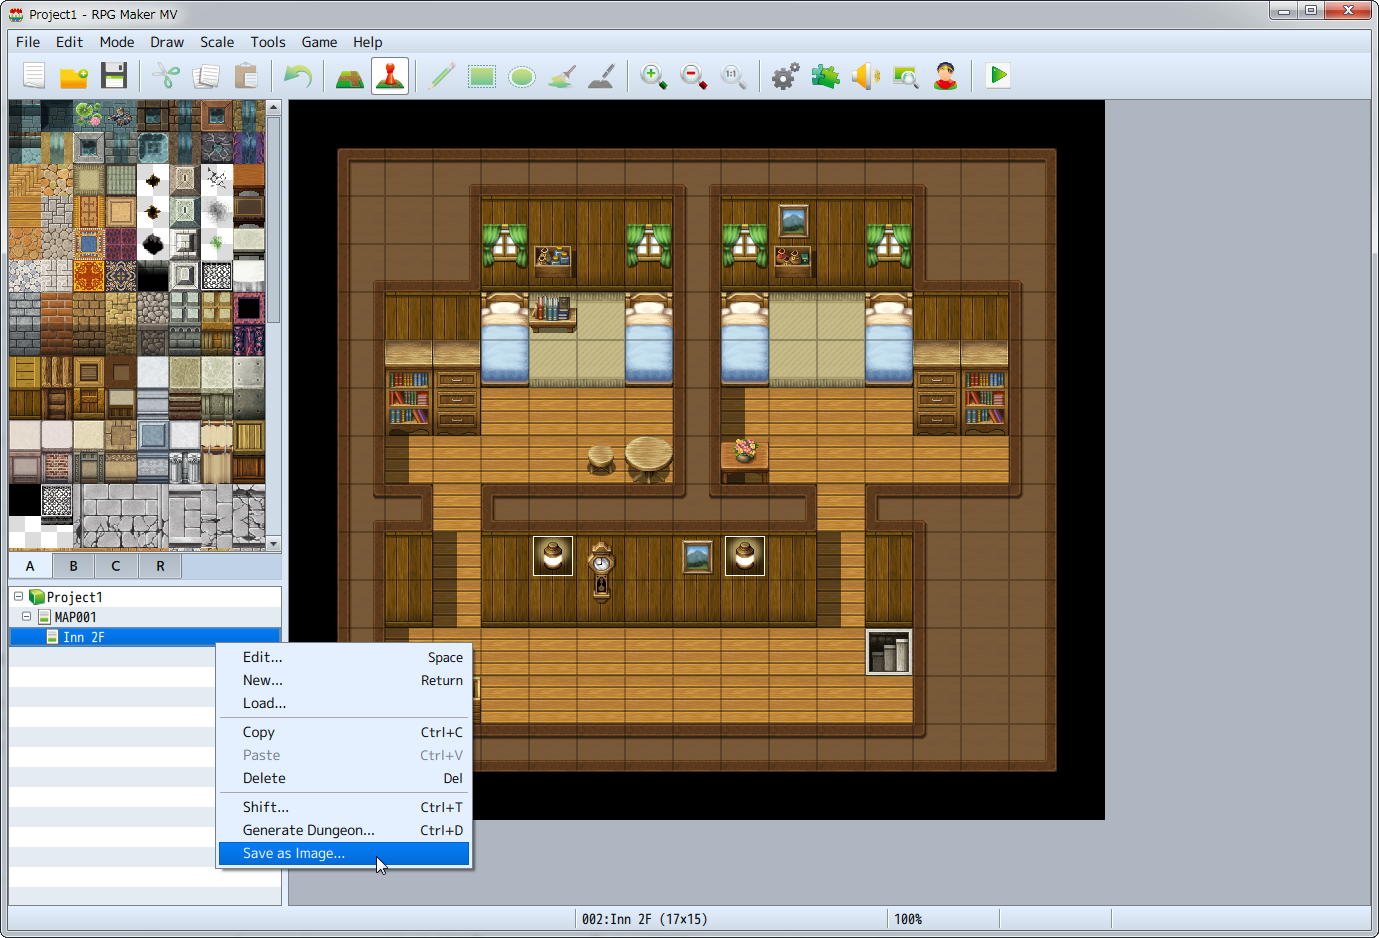 Project1 - RPG Maker MV
File Edit Mode Draw Scale Tools Game Help
1:1
A B C R
Project1
MAP001
Inn 2F
Edit... Space
New... Return
Load...
Copy Ctrl+C
Paste Ctrl+V
Delete Del
Shift... Ctrl+T
Generate Dungeon... Ctrl+D
Save as Image...
002:Inn 2F (17x15) 100%